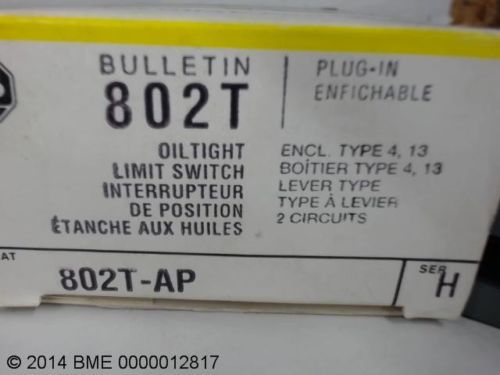 BULLETIN
802T
PLUG-IN
ENFICHABLE
OILTIGHT
LIMIT SWITCH
INTERRUPTEUR
DE POSITION
ÉTANCHE AUX HUILES
ENCL. TYPE 4, 13
BOÎTIER TYPE 4, 13
LEVER TYPE
TYPE À LEVIER
2 CIRCUITS
802T-AP
SER
H
© 2014 BME 0000012817